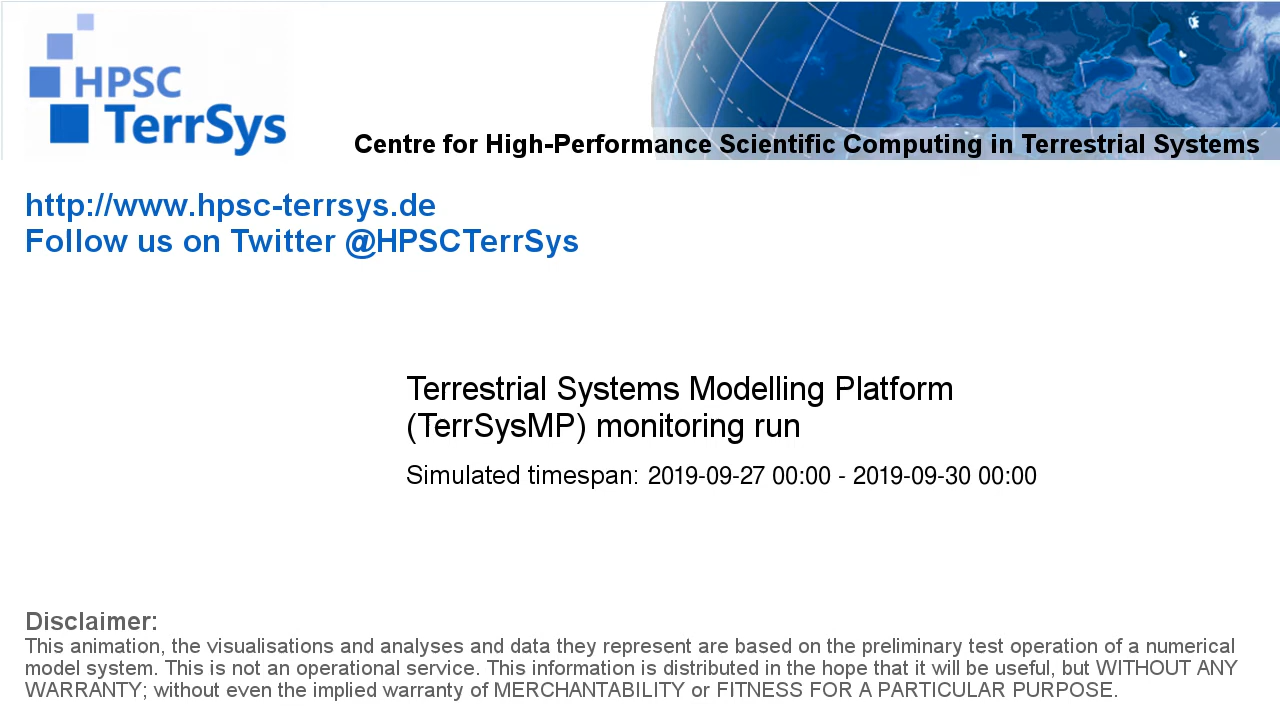 HPSC
TerrSys
Centre for High-Performance Scientific Computing in Terrestrial Systems
http://www.hpsc-terrsys.de
Follow us on Twitter @HPSCTerrSys
Terrestrial Systems Modelling Platform
(TerrSysMP) monitoring run
Simulated timespan: 2019-09-27 00:00 - 2019-09-30 00:00
Disclaimer:
This animation, the visualisations and analyses and data they represent are based on the preliminary test operation of a numerical
model system. This is not an operational service. This information is distributed in the hope that it will be useful, but WITHOUT ANY
WARRANTY; without even the implied warranty of MERCHANTABILITY or FITNESS FOR A PARTICULAR PURPOSE.